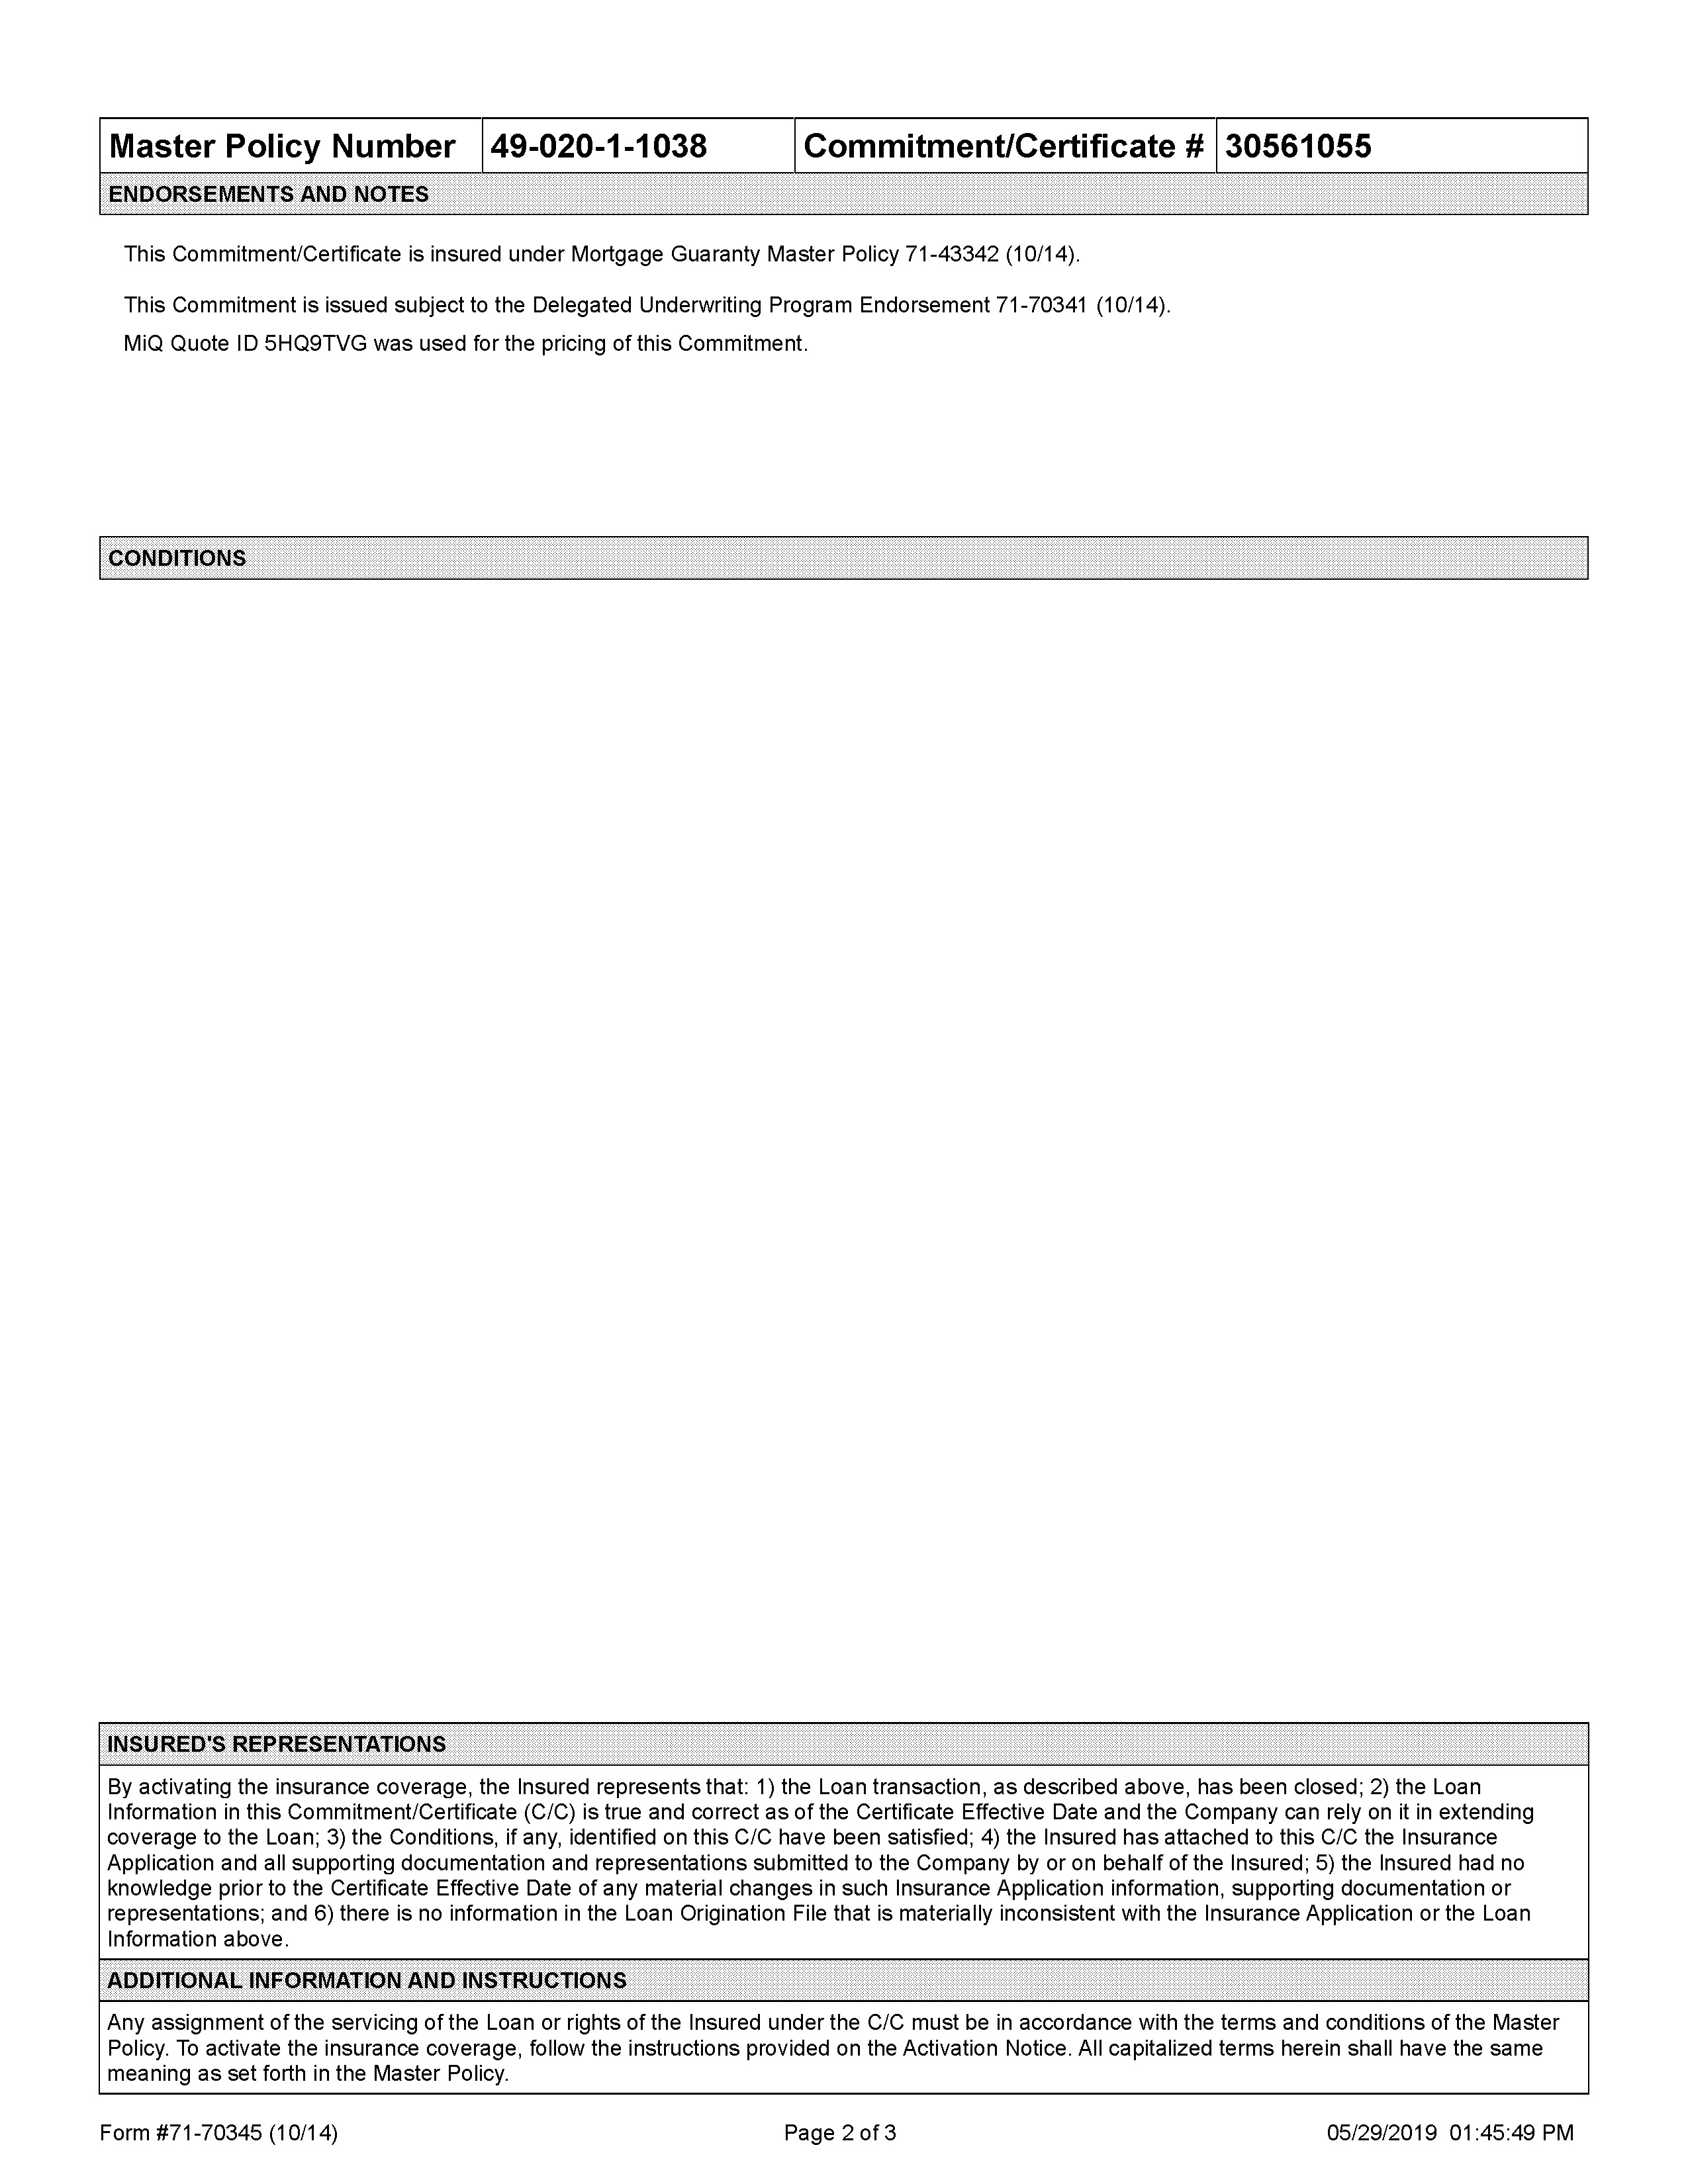 Master Policy Number 49-020-1-1038 Commitment/Certificate # 30561055
ENDORSEMENTS AND NOTES
This Commitment/Certificate is insured under Mortgage Guaranty Master Policy 71-43342 (10/14).
This Commitment is issued subject to the Delegated Underwriting Program Endorsement 71-70341 (10/14).
MiQ Quote ID 5HQ9TVG was used for the pricing of this Commitment.
CONDITIONS
INSURED'S REPRESENTATIONS
By activating the insurance coverage, the Insured represents that: 1) the Loan transaction, as described above, has been closed; 2) the Loan
Information in this Commitment/Certificate (C/C) is true and correct as of the Certificate Effective Date and the Company can rely on it in extending
coverage to the Loan; 3) the Conditions, if any, identified on this C/C have been satisfied; 4) the Insured has attached to this C/C the Insurance
Application and all supporting documentation and representations submitted to the Company by or on behalf of the Insured; 5) the Insured had no
knowledge prior to the Certificate Effective Date of any material changes in such Insurance Application information, supporting documentation or
representations; and 6) there is no information in the Loan Origination File that is materially inconsistent with the Insurance Application or the Loan
Information above.
ADDITIONAL INFORMATION AND INSTRUCTIONS
Any assignment of the servicing of the Loan or rights of the Insured under the C/C must be in accordance with the terms and conditions of the Master
Policy. To activate the insurance coverage, follow the instructions provided on the Activation Notice. All capitalized terms herein shall have the same
meaning as set forth in the Master Policy.
Form #71-70345 (10/14) Page 2 of 3 05/29/2019 01:45:49 PM